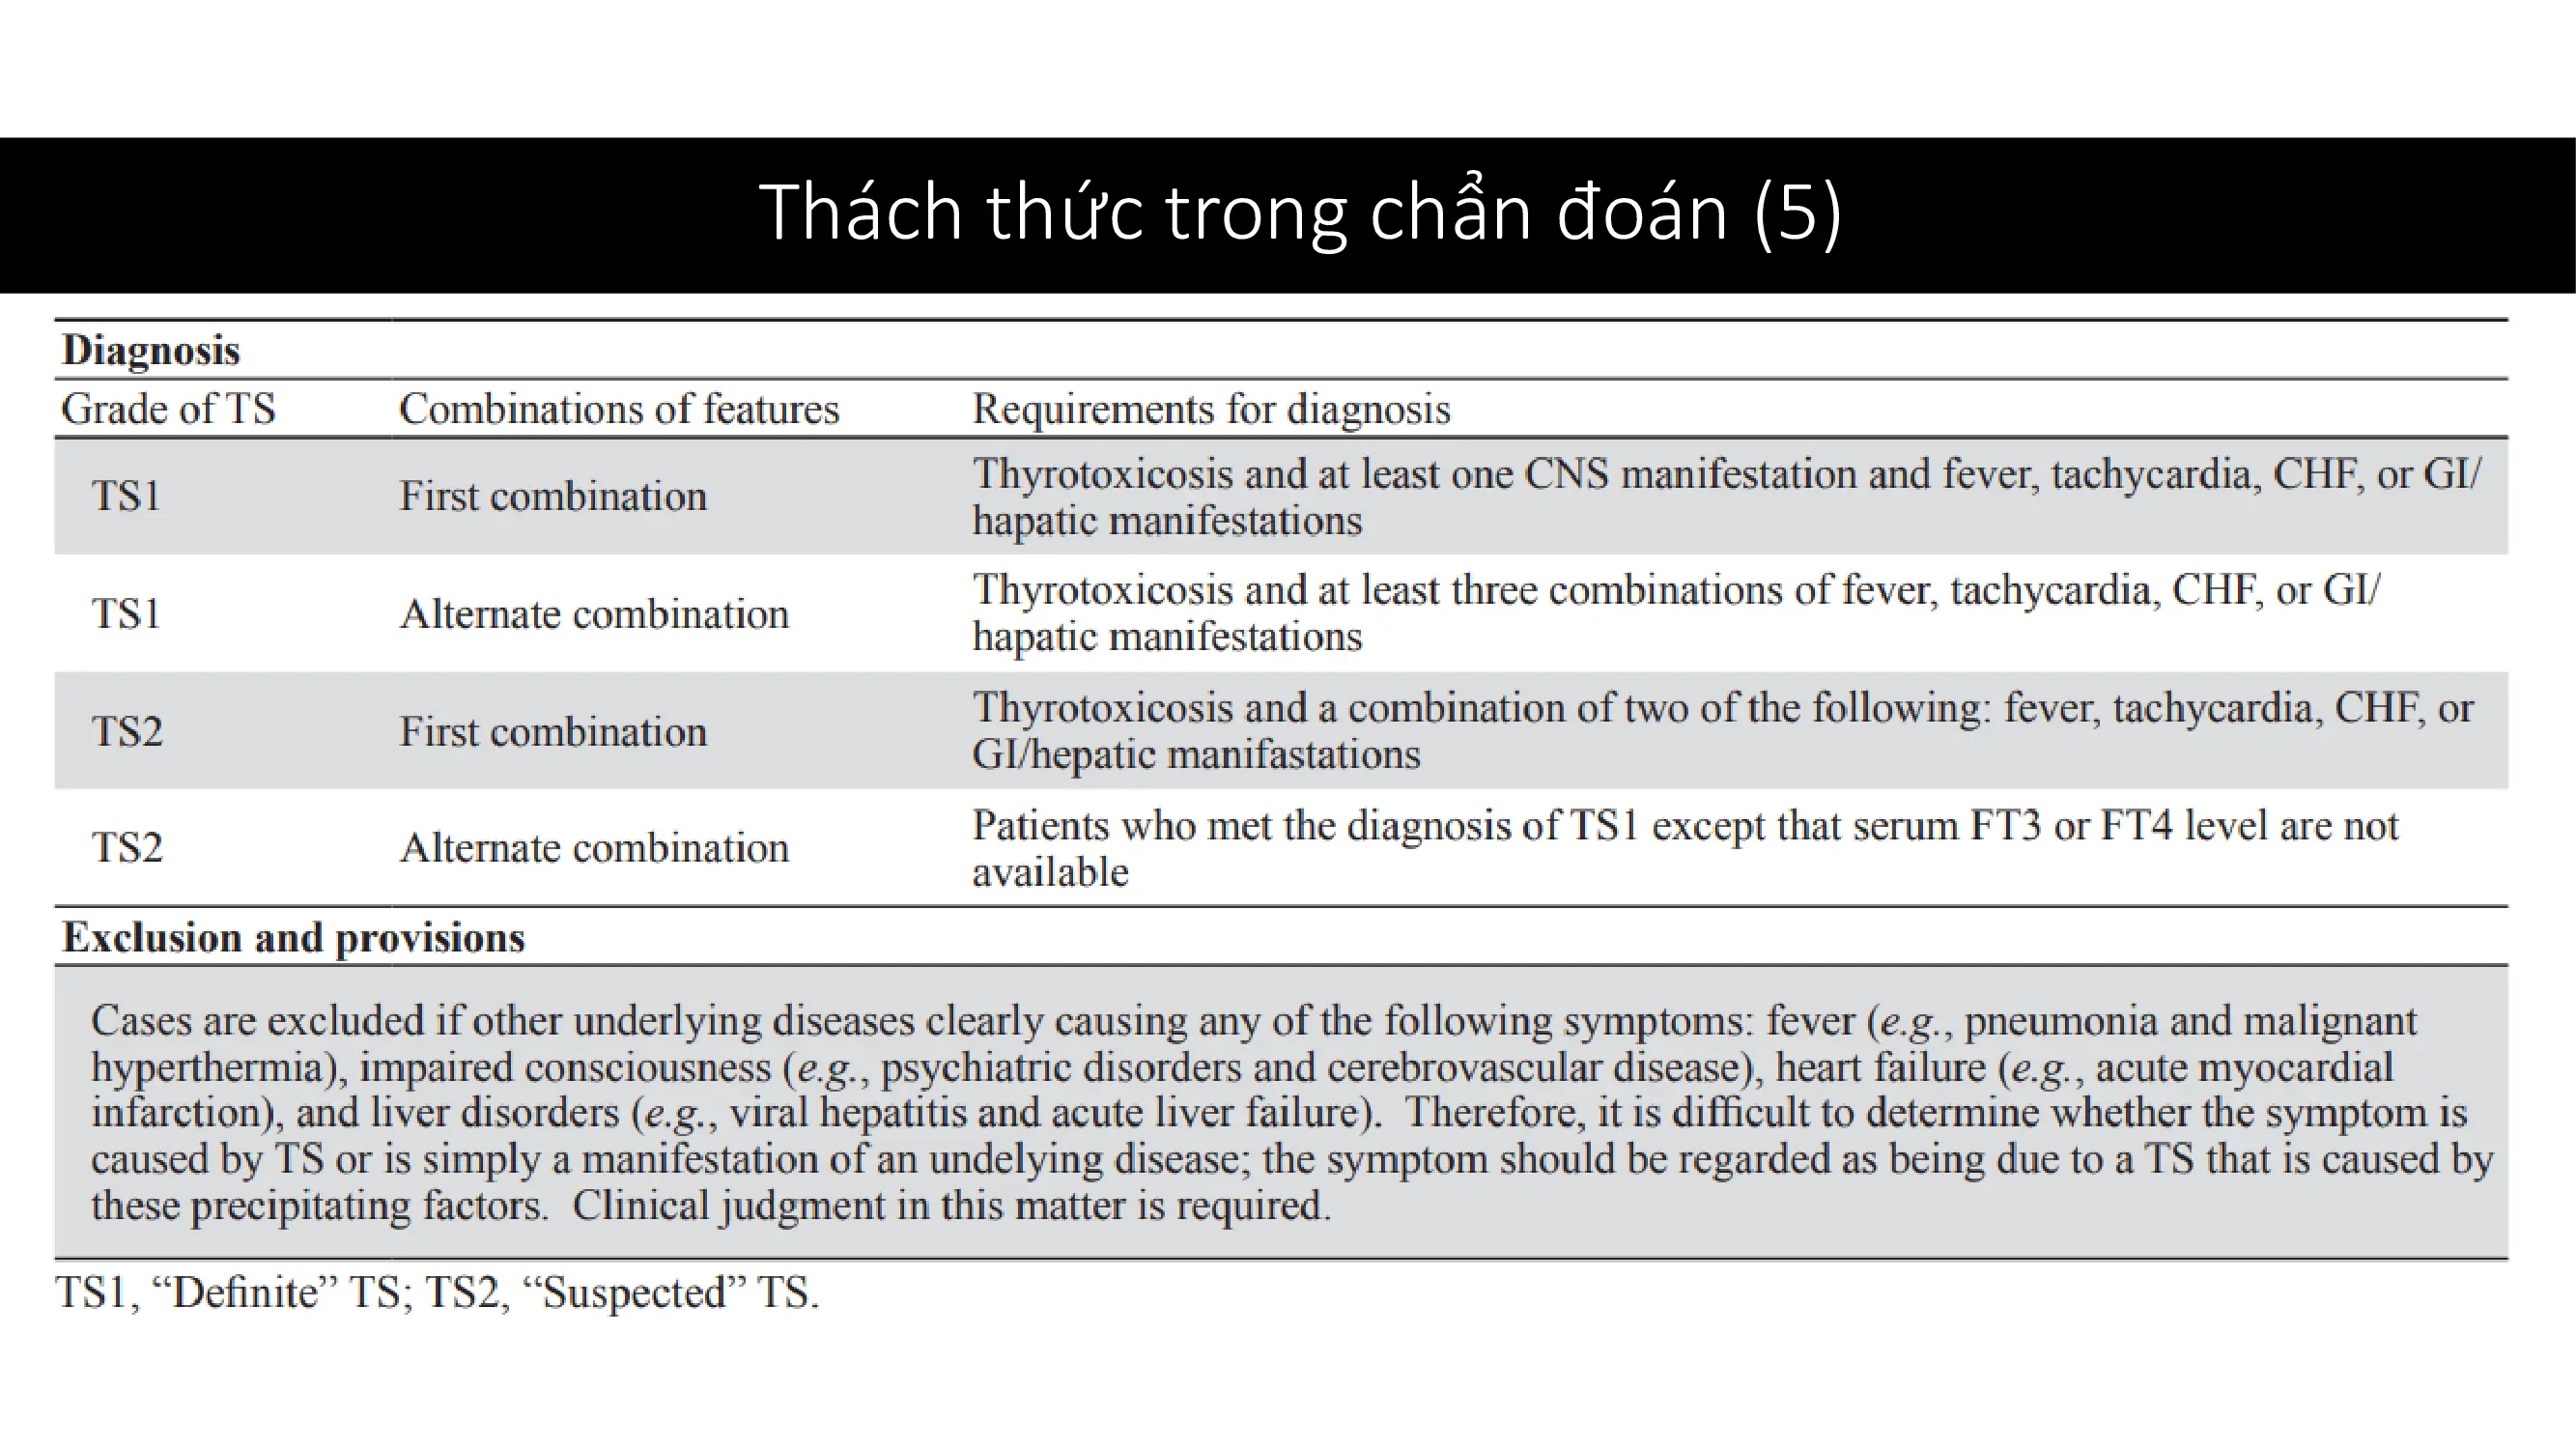 Thách thức trong chẩn đoán (5)
Diagnosis
Grade of TS Combinations of features Requirements for diagnosis
TS1 First combination Thyrotoxicosis and at least one CNS manifestation and fever, tachycardia, CHF, or GI/
hapatic manifestations
TS1 Alternate combination Thyrotoxicosis and at least three combinations of fever, tachycardia, CHF, or GI/
hapatic manifestations
TS2 First combination Thyrotoxicosis and a combination of two of the following: fever, tachycardia, CHF, or
GI/hepatic manifastations
TS2 Alternate combination Patients who met the diagnosis of TS1 except that serum FT3 or FT4 level are not
available
Exclusion and provisions
Cases are excluded if other underlying diseases clearly causing any of the following symptoms: fever (e.g., pneumonia and malignant
hyperthermia), impaired consciousness (e.g., psychiatric disorders and cerebrovascular disease), heart failure (e.g., acute myocardial
infarction), and liver disorders (e.g., viral hepatitis and acute liver failure). Therefore, it is difficult to determine whether the symptom is
caused by TS or is simply a manifestation of an undelying disease; the symptom should be regarded as being due to a TS that is caused by
these precipitating factors. Clinical judgment in this matter is required.
TS1, “Definite” TS; TS2, “Suspected” TS.